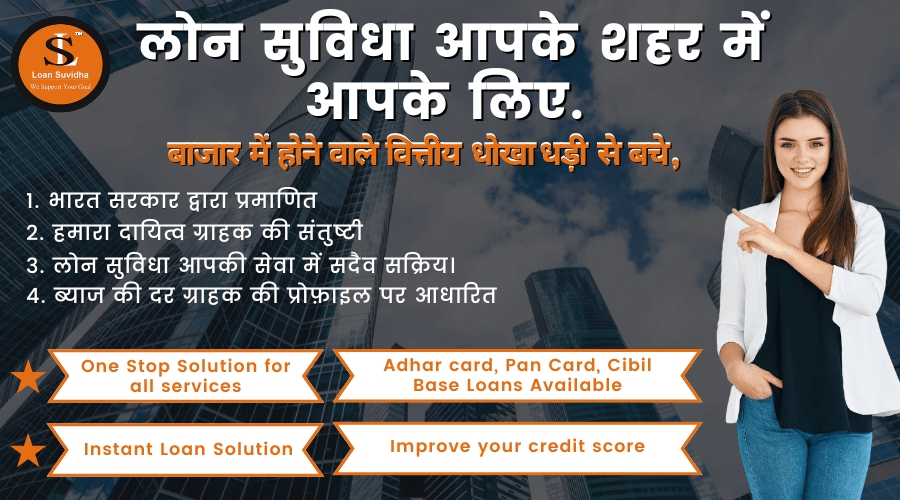 SL™
Loan Suvidha
We Support Your Goal
लोन सुविधा आपके शहर में
आपके लिए.
बाजार में होने वाले वित्तीय धोखा धड़ी से बचे,
1. भारत सरकार द्वारा प्रमाणित
2. हमारा दायित्व ग्राहक की संतुष्टी
3. लोन सुविधा आपकी सेवा में सदैव सक्रिय।
4. ब्याज की दर ग्राहक की प्रोफ़ाइल पर आधारित
One Stop Solution for
all services
Adhar card, Pan Card, Cibil
Base Loans Available
Instant Loan Solution
Improve your credit score